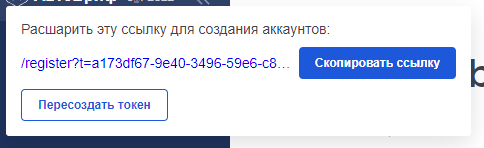 Расшарить эту ссылку для создания аккаунтов:
/register?t=a173df67-9e40-3496-59e6-c8... Скопировать ссылку
Пересоздать токен